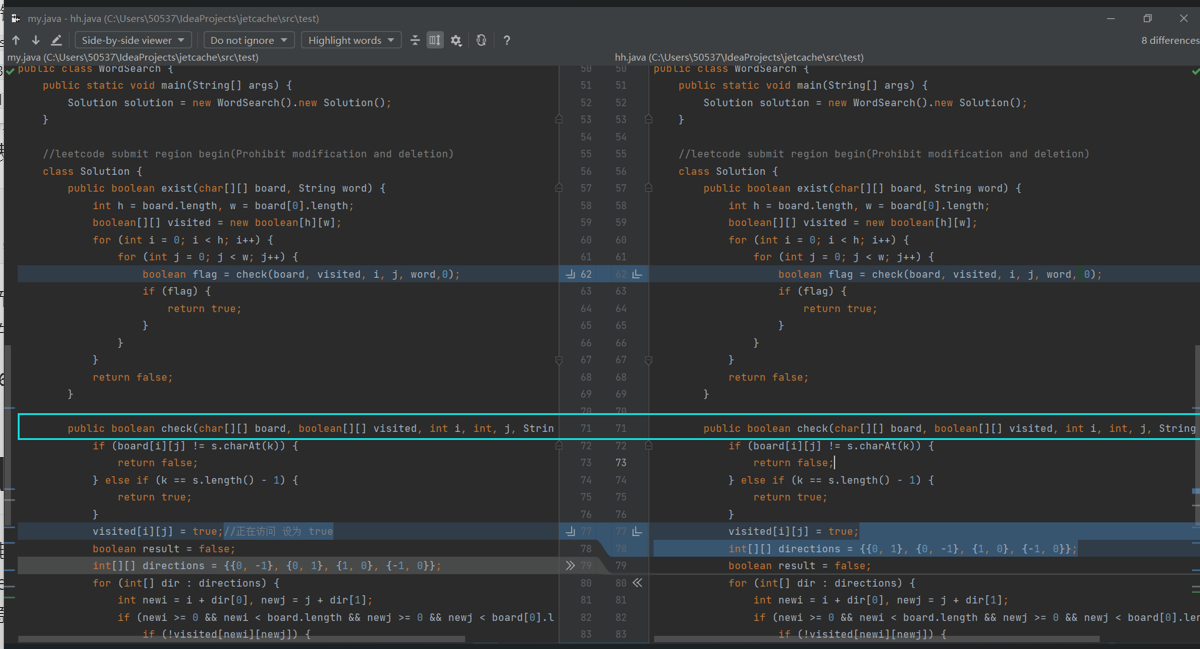 my.java - hh.java (C:\Users\50537\IdeaProjects\jetcache\src\test)
Side-by-side viewer Do not ignore Highlight words ? 8 differences
my.java (C:\Users\50537\IdeaProjects\jetcache\src\test) hh.java (C:\Users\50537\IdeaProjects\jetcache\src\test)
public class WordSearch { 50 50 public class WordSearch {
public static void main(String[] args) { 51 51 public static void main(String[] args) {
Solution solution = new WordSearch().new Solution(); 52 52 Solution solution = new WordSearch().new Solution();
} 53 53 }
54 54
//leetcode submit region begin(Prohibit modification and deletion) 55 55 //leetcode submit region begin(Prohibit modification and deletion)
class Solution { 56 56 class Solution {
public boolean exist(char[][] board, String word) { 57 57 public boolean exist(char[][] board, String word) {
int h = board.length, w = board[0].length; 58 58 int h = board.length, w = board[0].length;
boolean[][] visited = new boolean[h][w]; 59 59 boolean[][] visited = new boolean[h][w];
for (int i = 0; i < h; i++) { 60 60 for (int i = 0; i < h; i++) {
for (int j = 0; j < w; j++) { 61 61 for (int j = 0; j < w; j++) {
boolean flag = check(board, visited, i, j, word,0); 62 62 boolean flag = check(board, visited, i, j, word, 0);
if (flag) { 63 63 if (flag) {
return true; 64 64 return true;
} 65 65 }
} 66 66 }
} 67 67 }
return false; 68 68 return false;
} 69 69 }
70 70
public boolean check(char[][] board, boolean[][] visited, int i, int, j, Strin 71 71 public boolean check(char[][] board, boolean[][] visited, int i, int, j, String
if (board[i][j] != s.charAt(k)) { 72 72 if (board[i][j] != s.charAt(k)) {
return false; 73 73 return false;
} else if (k == s.length() - 1) { 74 74 } else if (k == s.length() - 1) {
return true; 75 75 return true;
} 76 76 }
visited[i][j] = true;//正在访问 设为 true 77 77 visited[i][j] = true;
boolean result = false; 78 78 int[][] directions = {{0, 1}, {0, -1}, {1, 0}, {-1, 0}};
int[][] directions = {{0, -1}, {0, 1}, {1, 0}, {-1, 0}}; 79 79 boolean result = false;
for (int[] dir : directions) { 80 80 for (int[] dir : directions) {
int newi = i + dir[0], newj = j + dir[1]; 81 81 int newi = i + dir[0], newj = j + dir[1];
if (newi >= 0 && newi < board.length && newj >= 0 && newj < board[0].l 82 82 if (newi >= 0 && newi < board.length && newj >= 0 && newj < board[0].len
if (!visited[newi][newj]) { 83 83 if (!visited[newi][newj]) {